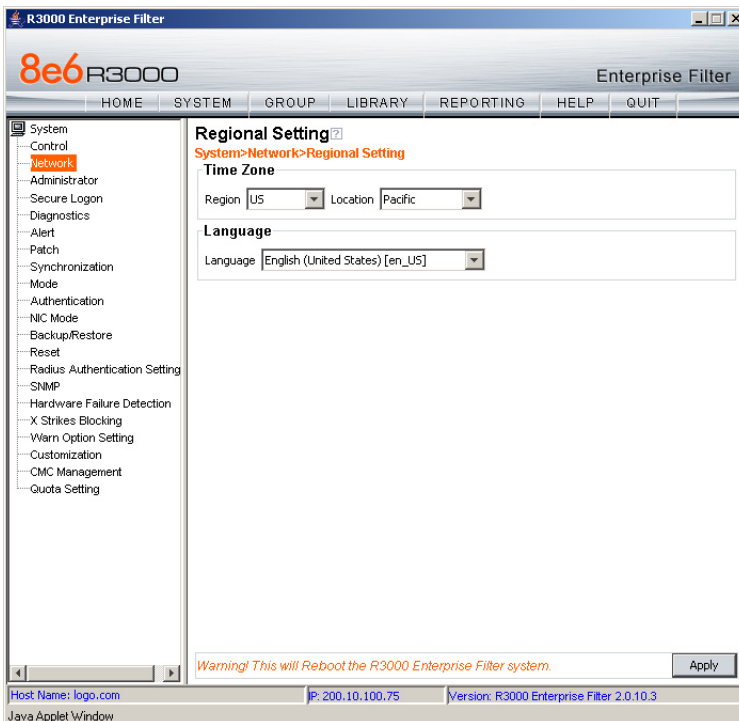 R3000 Enterprise Filter
8e6 R3000
Enterprise Filter
HOME SYSTEM GROUP LIBRARY REPORTING HELP QUIT
System
Control
Network
Administrator
Secure Logon
Diagnostics
Alert
Patch
Synchronization
Mode
Authentication
NIC Mode
Backup/Restore
Reset
Radius Authentication Setting
SNMP
Hardware Failure Detection
X Strikes Blocking
Warn Option Setting
Customization
CMC Management
Quota Setting
Regional Setting ?
System>Network>Regional Setting
Time Zone
Region US Location Pacific
Language
Language English (United States) [en_US]
Warning! This will Reboot the R3000 Enterprise Filter system. Apply
Host Name: logo.com IP: 200.10.100.75 Version: R3000 Enterprise Filter 2.0.10.3
Java Applet Window